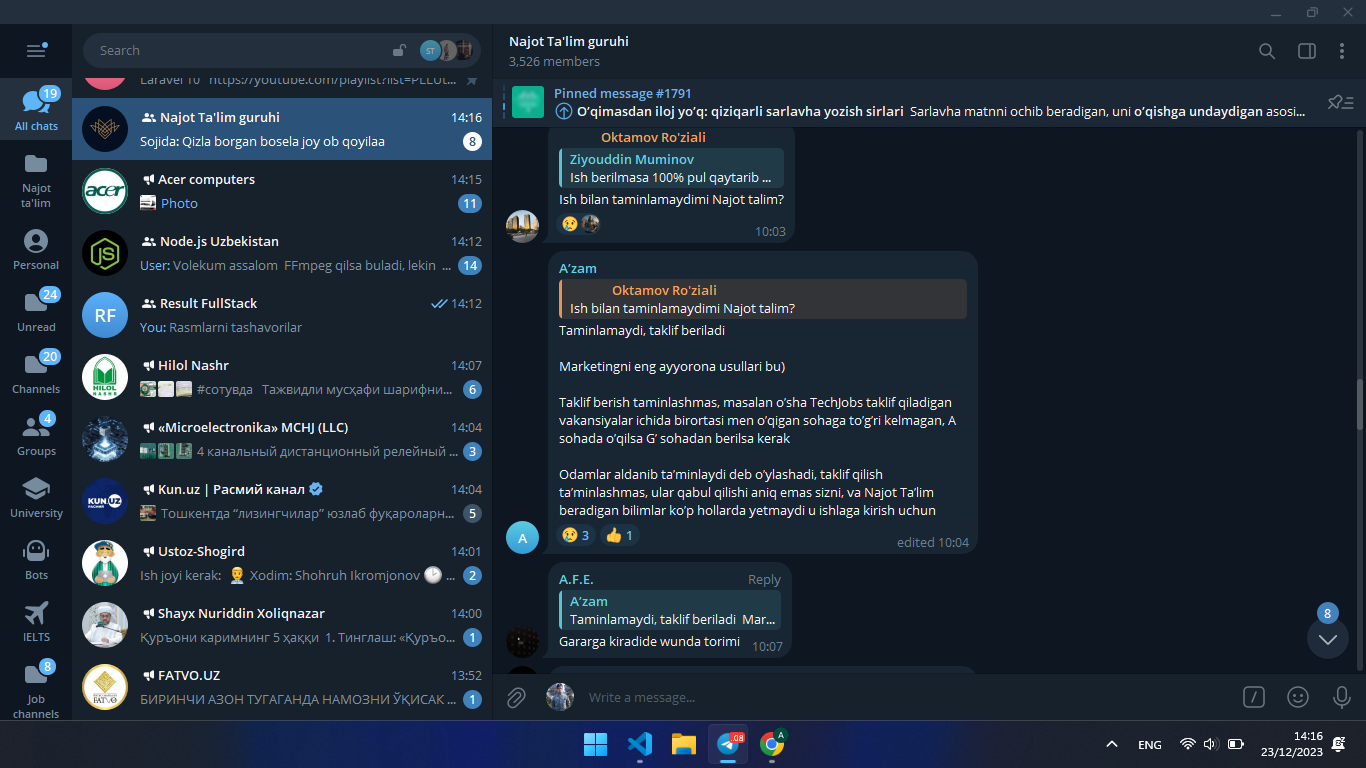 Search
ST
19
All chats
Najot
ta'lim
Personal
24
Unread
20
Channels
4
Groups
University
Bots
IELTS
8
Job
channels
Laravel 10 https://youtube.com/playlist?list=PLLUt...
Najot Ta'lim guruhi 14:16
Sojida: Qizla borgan bosela joy ob qoyilaa 8
acer
Acer computers 14:15
Photo 11
Node.js Uzbekistan 14:12
User: Volekum assalom FFmpeg qilsa buladi, lekin ... 14
RF
Result FullStack 14:12
You: Rasmlarni tashavorilar
HILOL
NASHR
Hilol Nashr 14:07
#сотувда Тажвидли мусҳафи шарифни... 6
«Microelectronika» MCHJ (LLC) 14:04
4 канальный дистанционный релейный ... 3
KUN.UZ
Kun.uz | Расмий канал 14:04
Тошкентда “лизингчилар” юзлаб фуқароларн... 5
Ustoz-Shogird 14:01
Ish joyi kerak: Xodim: Shohruh Ikromjonov ... 2
Shayx Nuriddin Xoliqnazar 14:00
Қуръони каримнинг 5 ҳаққи 1. Тинглаш: «Қуръо... 1
FATVO
FATVO.UZ 13:52
БИРИНЧИ АЗОН ТУГАГАНДА НАМОЗНИ ЎҚИСАК ... 1
Najot Ta'lim guruhi
3,526 members
Pinned message #1791
O‘qimasdan iloj yo‘q: qiziqarli sarlavha yozish sirlari Sarlavha matnni ochib beradigan, uni o‘qishga undaydigan asosi...
Oktamov Ro'ziali
Ziyouddin Muminov
Ish berilmasa 100% pul qaytarib ...
Ish bilan taminlamaydimi Najot talim?
10:03
A’zam
Oktamov Ro'ziali
Ish bilan taminlamaydimi Najot talim?
Taminlamaydi, taklif beriladi
Marketingni eng ayyorona usullari bu)
Taklif berish taminlashmas, masalan o’sha TechJobs taklif qiladigan
vakansiyalar ichida birortasi men o’qigan sohaga to’g’ri kelmagan, A
sohada o’qilsa G’ sohadan berilsa kerak
Odamlar aldanib ta’minlaydi deb o’ylashadi, taklif qilish
ta’minlashmas, ular qabul qilishi aniq emas sizni, va Najot Ta’lim
beradigan bilimlar ko’p hollarda yetmaydi u ishlaga kirish uchun
3 1
edited 10:04
A
A.F.E. Reply
A’zam
Taminlamaydi, taklif beriladi Mar...
Gararga kiradide wunda torimi 10:07
8
Write a message...
08
A
ENG
14:16
23/12/2023